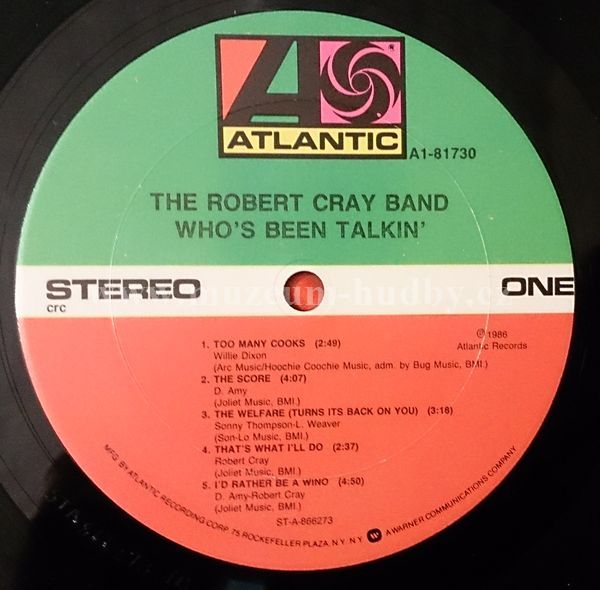 ATLANTIC
®
A1-81730
THE ROBERT CRAY BAND
WHO'S BEEN TALKIN'
STEREO
ONE
crc
www.muzeum-hudby.cz
℗1986
Atlantic Records
1. TOO MANY COOKS (2:49)
Willie Dixon
(Arc Music/Hoochie Coochie Music, adm. by Bug Music, BMI.)
2. THE SCORE (4:07)
D. Amy
(Joliet Music, BMI.)
3. THE WELFARE (TURNS ITS BACK ON YOU) (3:18)
Sonny Thompson-L. Weaver
(Son-Lo Music, BMI.)
4. THAT'S WHAT I'LL DO (2:37)
Robert Cray
(Joliet Music, BMI.)
5. I'D RATHER BE A WINO (4:50)
D. Amy-Robert Cray
(Joliet Music, BMI.)
ST-A-866273
MFG. BY ATLANTIC RECORDING CORP. 75 ROCKEFELLER PLAZA, N.Y. N.Y. A WARNER COMMUNICATIONS COMPANY